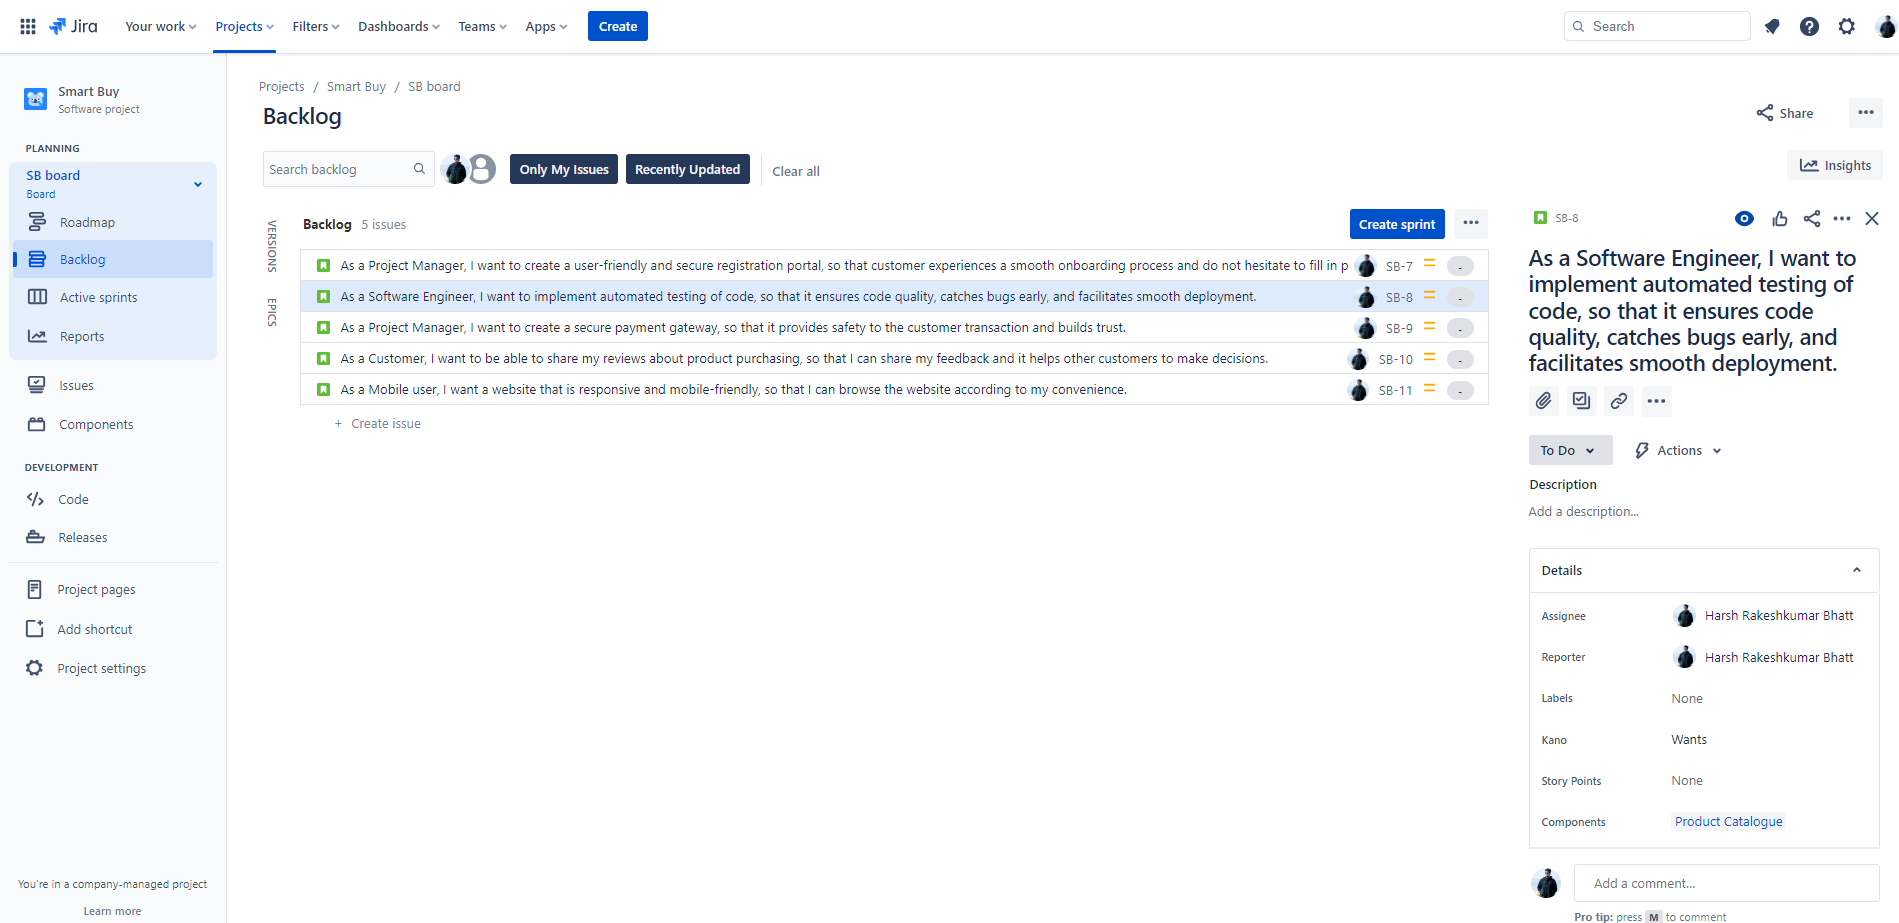 Jira
Your work
Projects
Filters
Dashboards
Teams
Apps
Create
Search
Smart Buy
Software project
PLANNING
SB board
Board
Roadmap
Backlog
Active sprints
Reports
Issues
Components
DEVELOPMENT
Code
Releases
Project pages
Add shortcut
Project settings
You're in a company-managed project
Learn more
Projects / Smart Buy / SB board
Backlog
Share
Search backlog
Only My Issues
Recently Updated
Clear all
Insights
VERSIONS
EPICS
Backlog 5 issues
Create sprint
As a Project Manager, I want to create a user-friendly and secure registration portal, so that customer experiences a smooth onboarding process and do not hesitate to fill in p SB-7 -
As a Software Engineer, I want to implement automated testing of code, so that it ensures code quality, catches bugs early, and facilitates smooth deployment. SB-8 -
As a Project Manager, I want to create a secure payment gateway, so that it provides safety to the customer transaction and builds trust. SB-9 -
As a Customer, I want to be able to share my reviews about product purchasing, so that I can share my feedback and it helps other customers to make decisions. SB-10 -
As a Mobile user, I want a website that is responsive and mobile-friendly, so that I can browse the website according to my convenience. SB-11 -
+ Create issue
SB-8
As a Software Engineer, I want to
implement automated testing of
code, so that it ensures code
quality, catches bugs early, and
facilitates smooth deployment.
To Do
Actions
Description
Add a description...
Details
Assignee Harsh Rakeshkumar Bhatt
Reporter Harsh Rakeshkumar Bhatt
Labels None
Kano Wants
Story Points None
Components Product Catalogue
Add a comment...
Pro tip: press M to comment